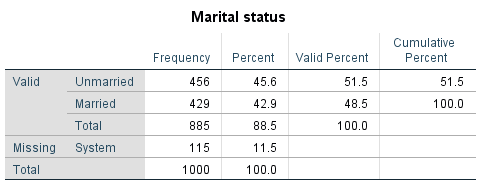 Marital status
Frequency Percent Valid Percent Cumulative Percent
Valid Unmarried 456 45.6 51.5 51.5
Married 429 42.9 48.5 100.0
Total 885 88.5 100.0
Missing System 115 11.5
Total 1000 100.0